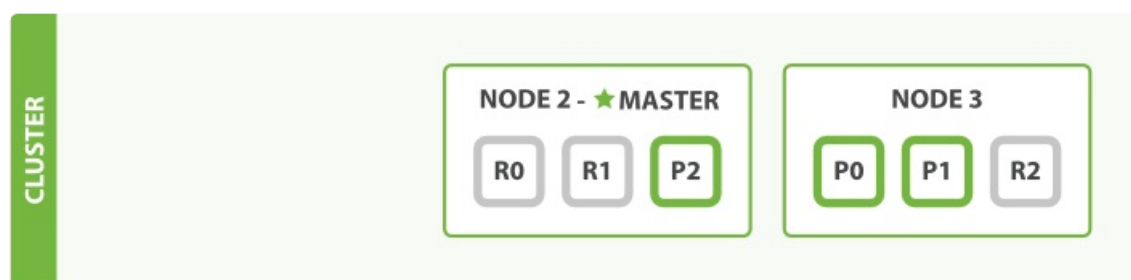 CLUSTER
NODE 2 - ★ MASTER
R0 R1 P2
NODE 3
P0 P1 R2